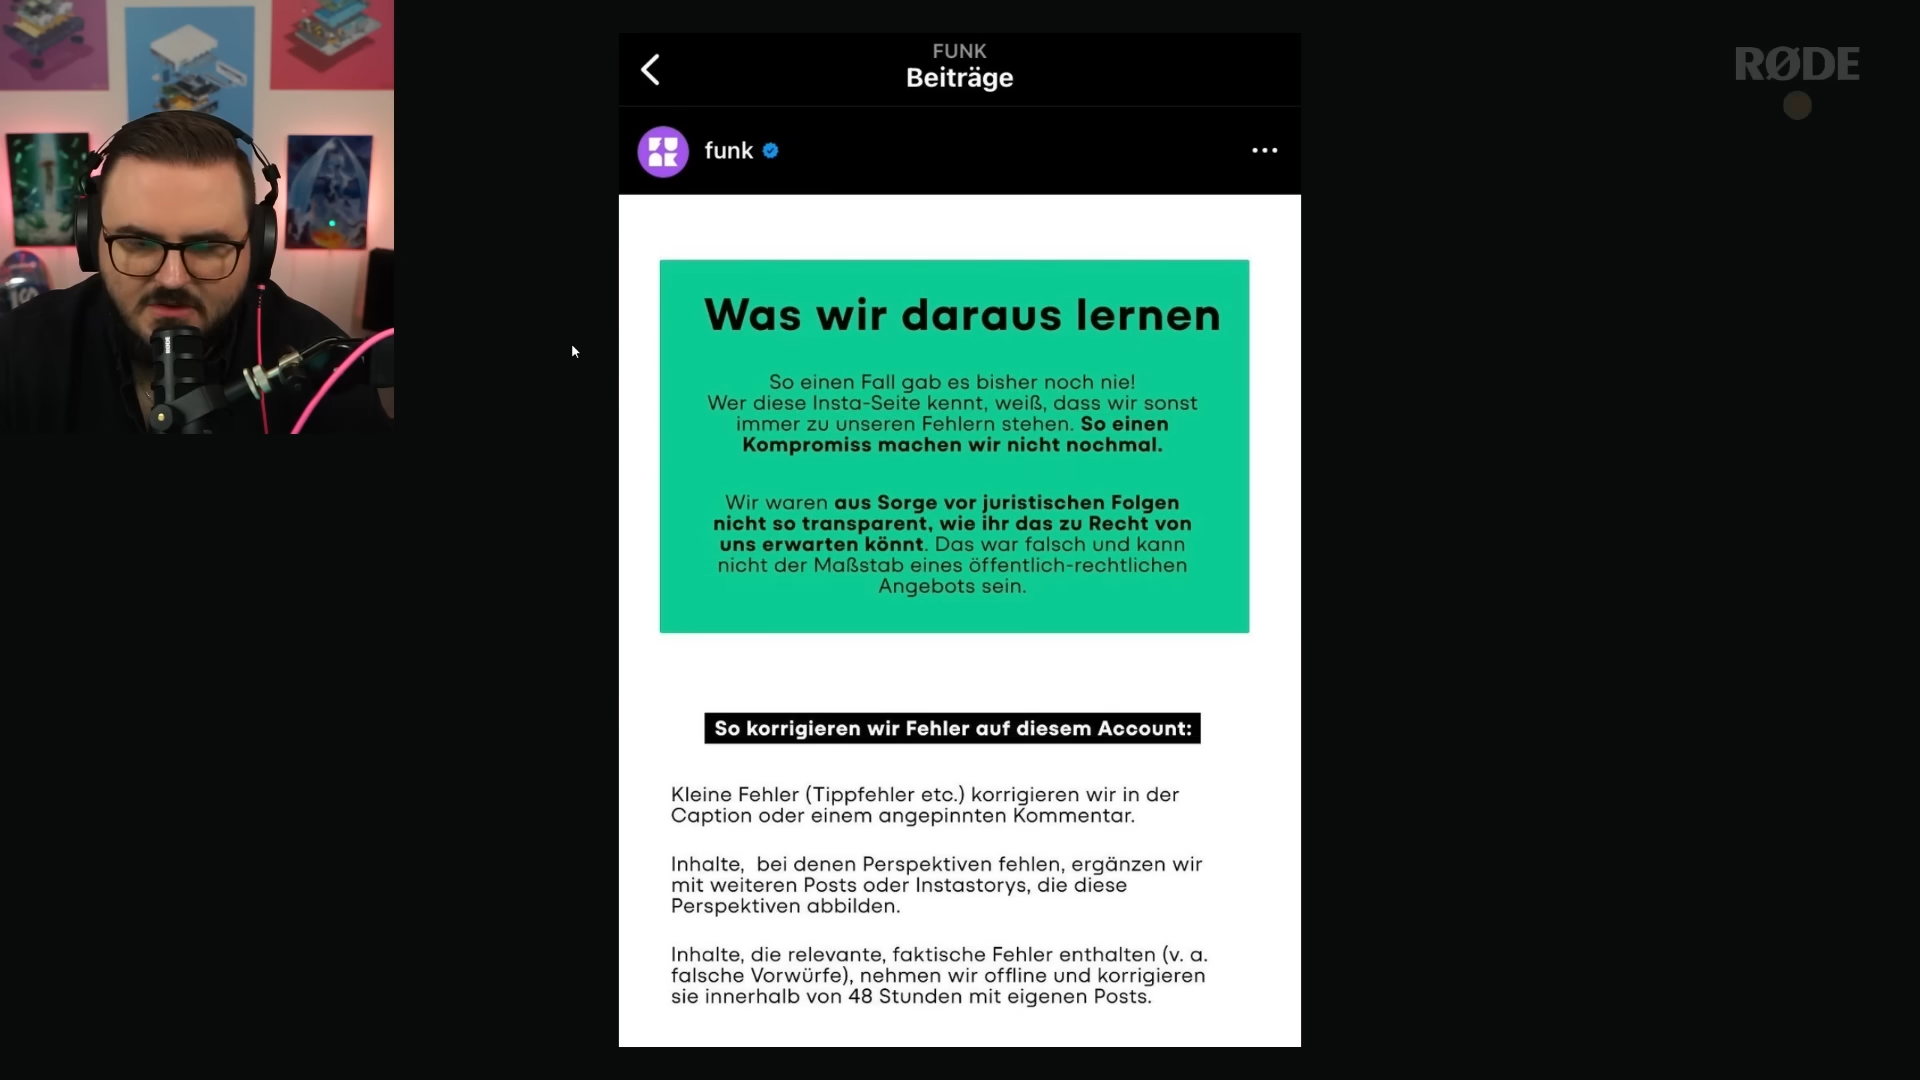 FUNK
Beiträge
RØDE
funk
Was wir daraus lernen
So einen Fall gab es bisher noch nie!
Wer diese Insta-Seite kennt, weiß, dass wir sonst
immer zu unseren Fehlern stehen. So einen
Kompromiss machen wir nicht nochmal.
Wir waren aus Sorge vor juristischen Folgen
nicht so transparent, wie ihr das zu Recht von
uns erwarten könnt. Das war falsch und kann
nicht der Maßstab eines öffentlich-rechtlichen
Angebots sein.
So korrigieren wir Fehler auf diesem Account:
Kleine Fehler (Tippfehler etc.) korrigieren wir in der
Caption oder einem angepinnten Kommentar.
Inhalte, bei denen Perspektiven fehlen, ergänzen wir
mit weiteren Posts oder Instastorys, die diese
Perspektiven abbilden.
Inhalte, die relevante, faktische Fehler enthalten (v. a.
falsche Vorwürfe), nehmen wir offline und korrigieren
sie innerhalb von 48 Stunden mit eigenen Posts.